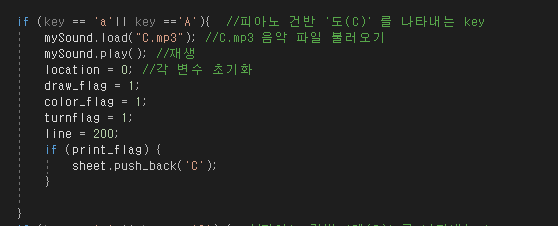 if (key == 'a'|| key =='A'){  //피아노 건반 '도(C)' 를 나타내는 key
mySound.load("C.mp3"); //C.mp3 음악 파일 불러오기
mySound.play(); //재생
location = 0; //각 변수 초기화
draw_flag = 1;
color_flag = 1;
turnflag = 1;
line = 200;
if (print_flag) {
sheet.push_back('C');
}
}